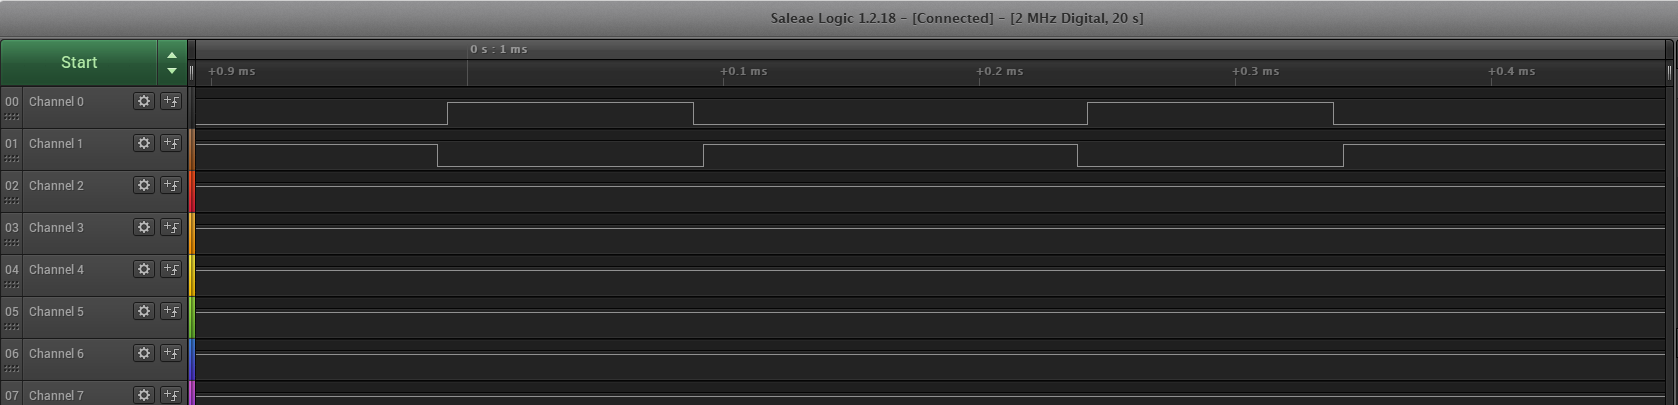 Saleae Logic 1.2.18 - [Connected] - [2 MHz Digital, 20 s]
Start
0 s : 1 ms
+0.9 ms +0.1 ms +0.2 ms +0.3 ms +0.4 ms
00 Channel 0
01 Channel 1
02 Channel 2
03 Channel 3
04 Channel 4
05 Channel 5
06 Channel 6
07 Channel 7